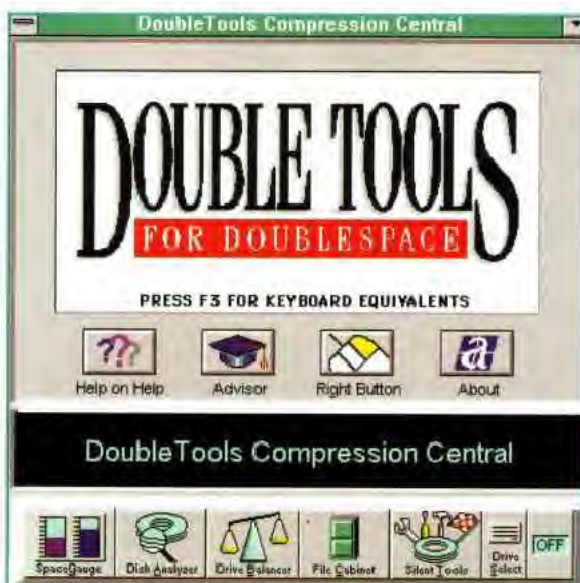 DoubleTools Compression Central
DOUBLE TOOLS
FOR DOUBLESPACE
PRESS F3 FOR KEYBOARD EQUIVALENTS
Help on Help Advisor Right Button About
DoubleTools Compression Central
SpaceGauge Disk Analyzer Drive Balancer File Cabinet Silent Tools Drive Select OFF